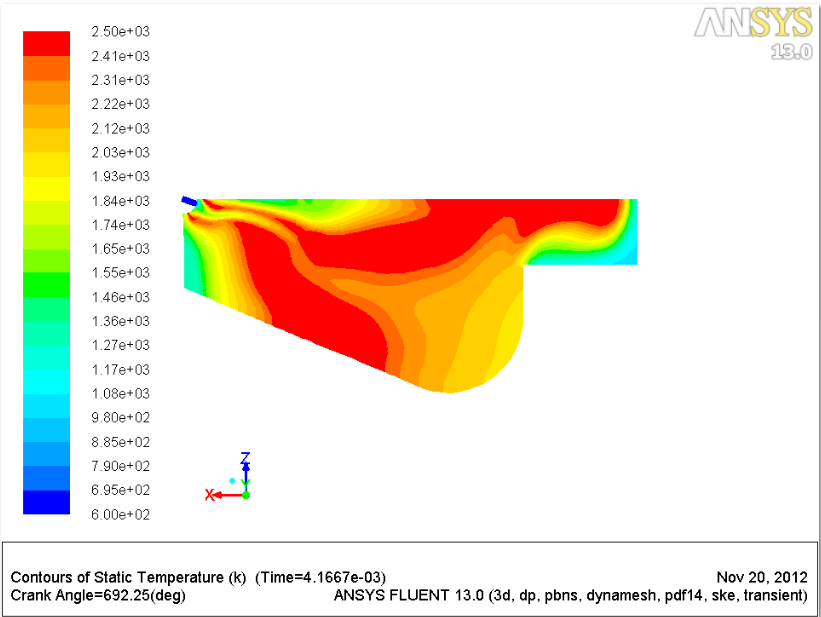 ANSYS
13.0
2.50e+03
2.41e+03
2.31e+03
2.22e+03
2.12e+03
2.03e+03
1.93e+03
1.84e+03
1.74e+03
1.65e+03
1.55e+03
1.46e+03
1.36e+03
1.27e+03
1.17e+03
1.08e+03
9.80e+02
8.85e+02
7.90e+02
6.95e+02
6.00e+02
Z
Y
X
Contours of Static Temperature (k) (Time=4.1667e-03)
Nov 20, 2012
Crank Angle=692.25(deg)
ANSYS FLUENT 13.0 (3d, dp, pbns, dynamesh, pdf14, ske, transient)